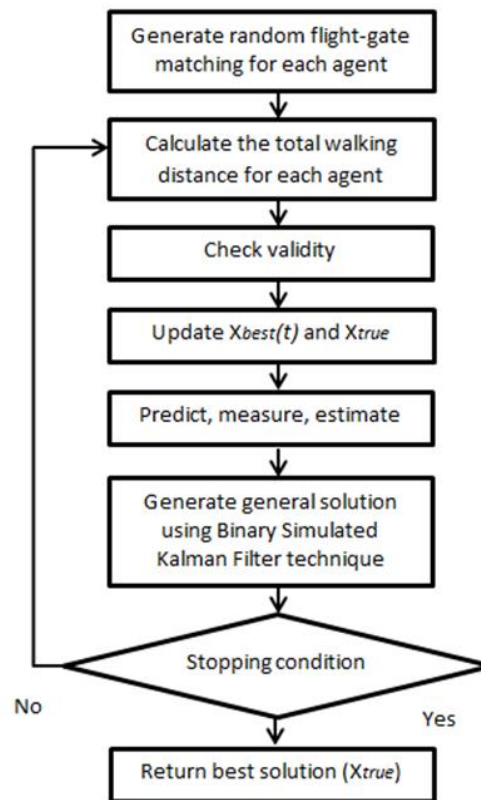 Generate random flight-gate
matching for each agent
Calculate the total walking
distance for each agent
Check validity
Update Xbest(t) and Xtrue
Predict, measure, estimate
Generate general solution
using Binary Simulated
Kalman Filter technique
Stopping condition
No
Yes
Return best solution (Xtrue)